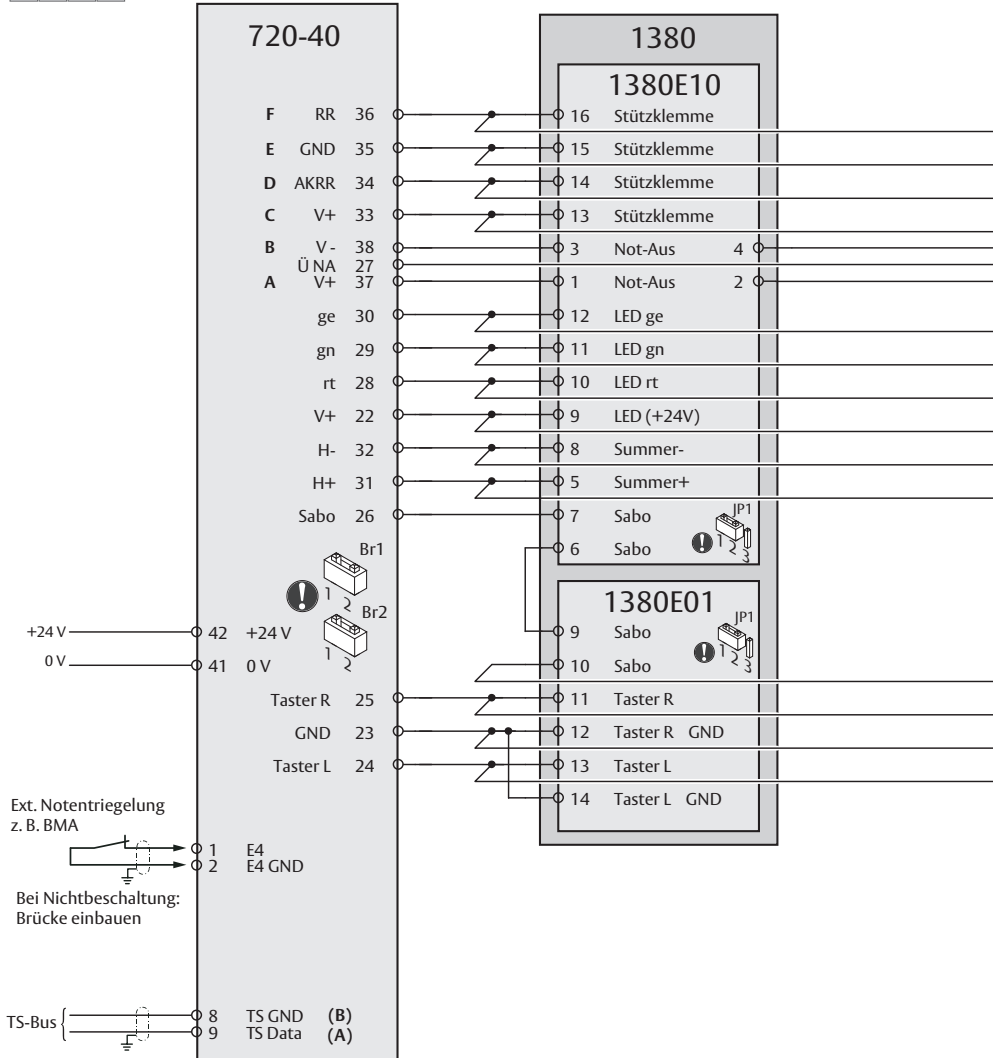 720-40
1380
1380E10
F RR 36 16 Stützklemme
E GND 35 15 Stützklemme
D AKRR 34 14 Stützklemme
C V+ 33 13 Stützklemme
B V - 38 3 Not-Aus 4
Ü NA 27
A V+ 37 1 Not-Aus 2
ge 30 12 LED ge
gn 29 11 LED gn
rt 28 10 LED rt
V+ 22 9 LED (+24V)
H- 32 8 Summer-
H+ 31 5 Summer+
Sabo 26 7 Sabo JP1
6 Sabo 1 2 3
Br1
1 2
Br2
1 2
1380E01
+24 V 42 +24 V 9 Sabo JP1
0 V 41 0 V 10 Sabo 1 2 3
Taster R 25 11 Taster R
GND 23 12 Taster R GND
Taster L 24 13 Taster L
14 Taster L GND
Ext. Notentriegelung
z. B. BMA
1 E4
2 E4 GND
Bei Nichtbeschaltung:
Brücke einbauen
TS-Bus
8 TS GND (B)
9 TS Data (A)